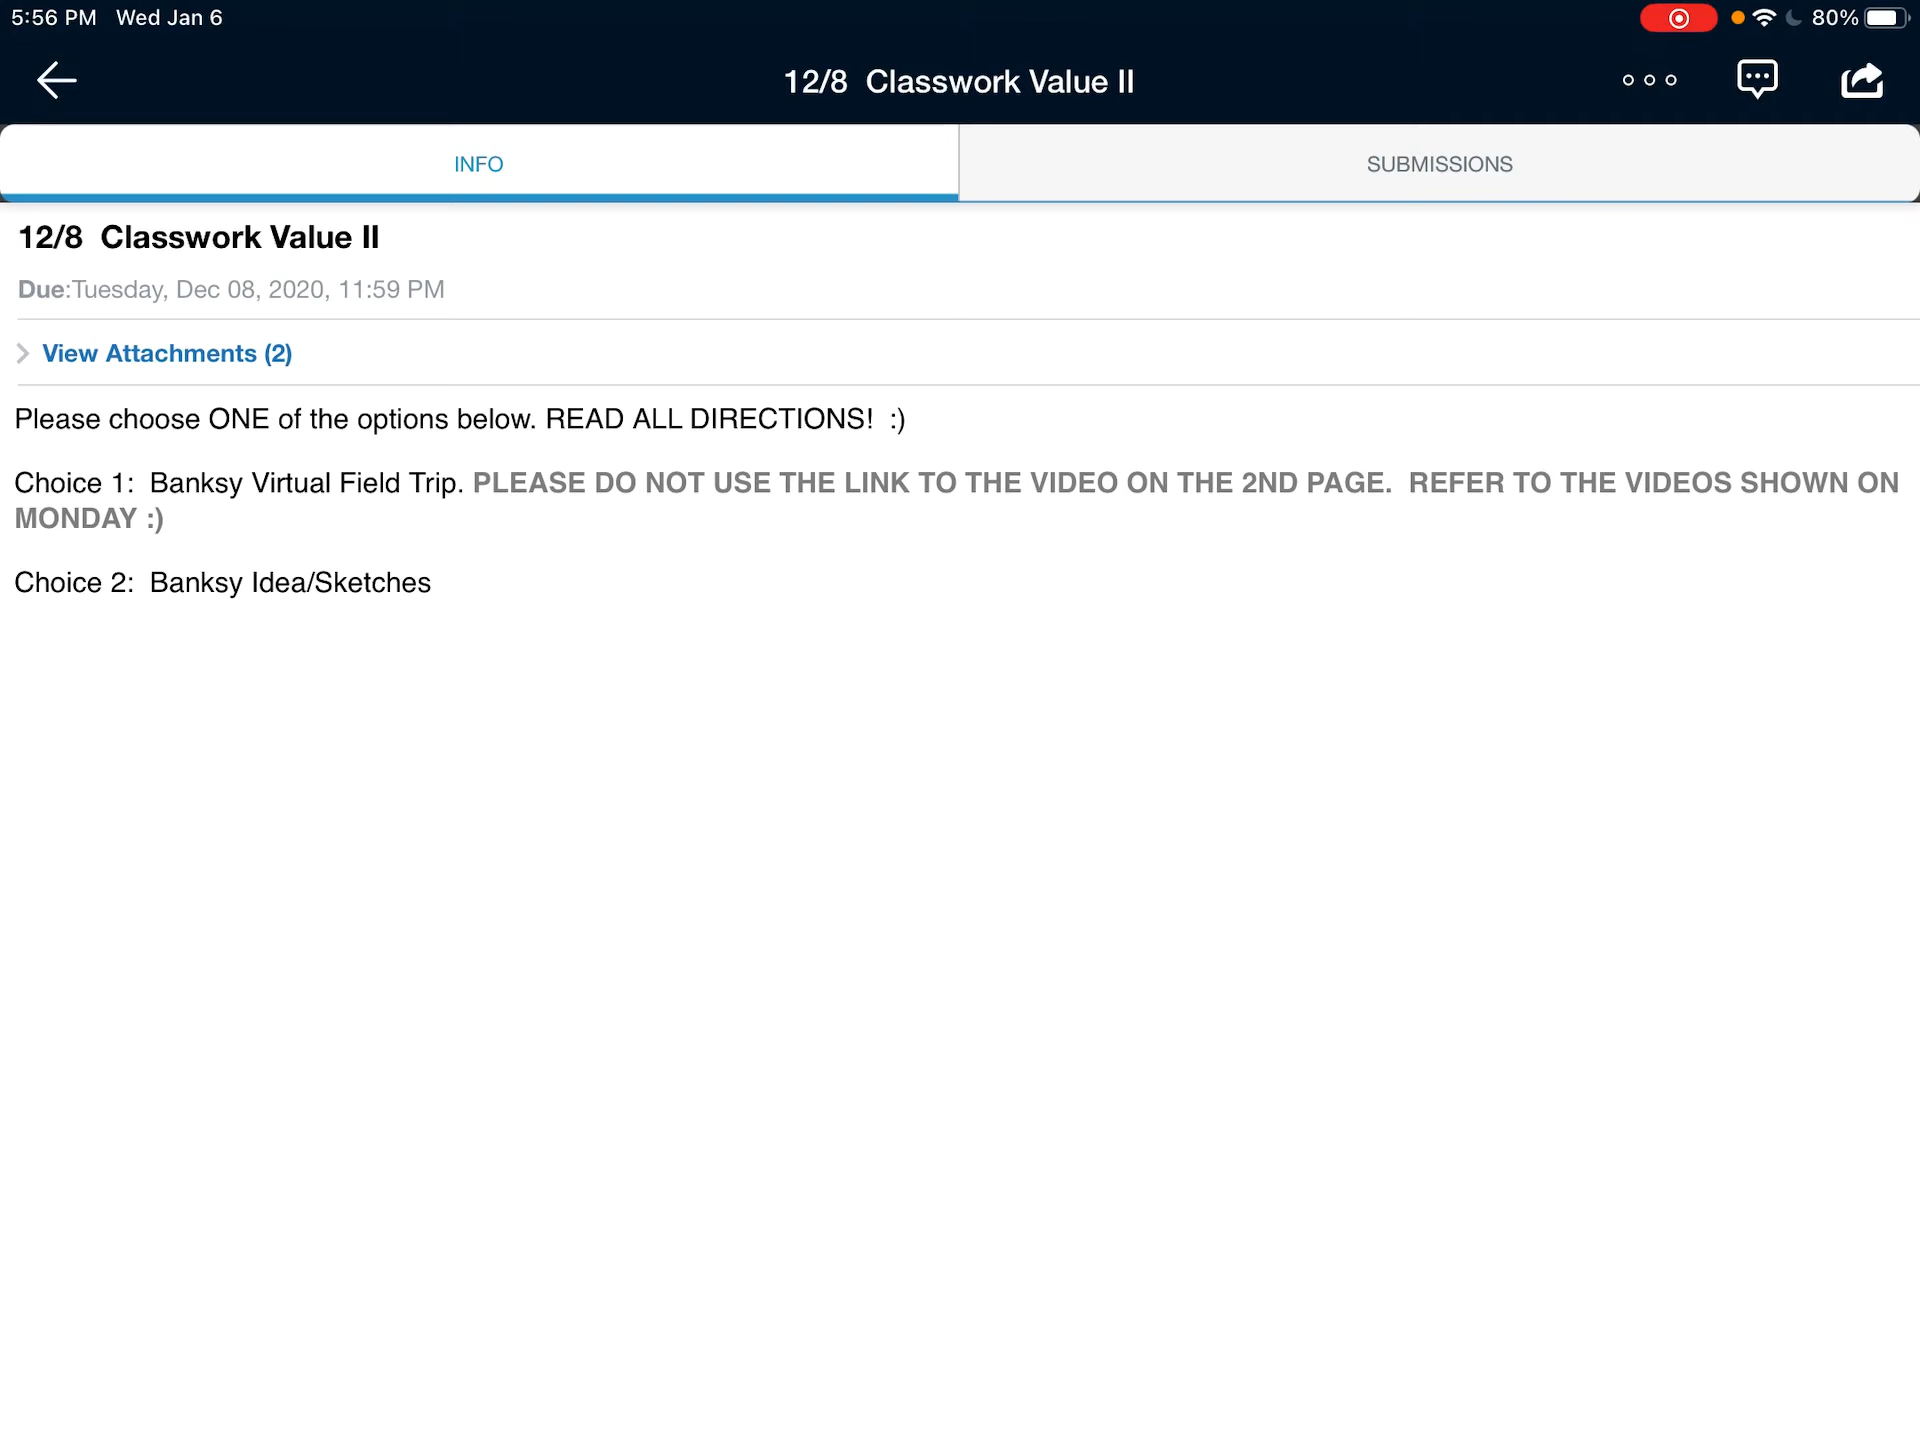 5:56 PM Wed Jan 6 80%
12/8 Classwork Value II
INFO SUBMISSIONS
12/8 Classwork Value II
Due:Tuesday, Dec 08, 2020, 11:59 PM
View Attachments (2)
Please choose ONE of the options below. READ ALL DIRECTIONS! :)
Choice 1: Banksy Virtual Field Trip. PLEASE DO NOT USE THE LINK TO THE VIDEO ON THE 2ND PAGE. REFER TO THE VIDEOS SHOWN ON
MONDAY :)
Choice 2: Banksy Idea/Sketches